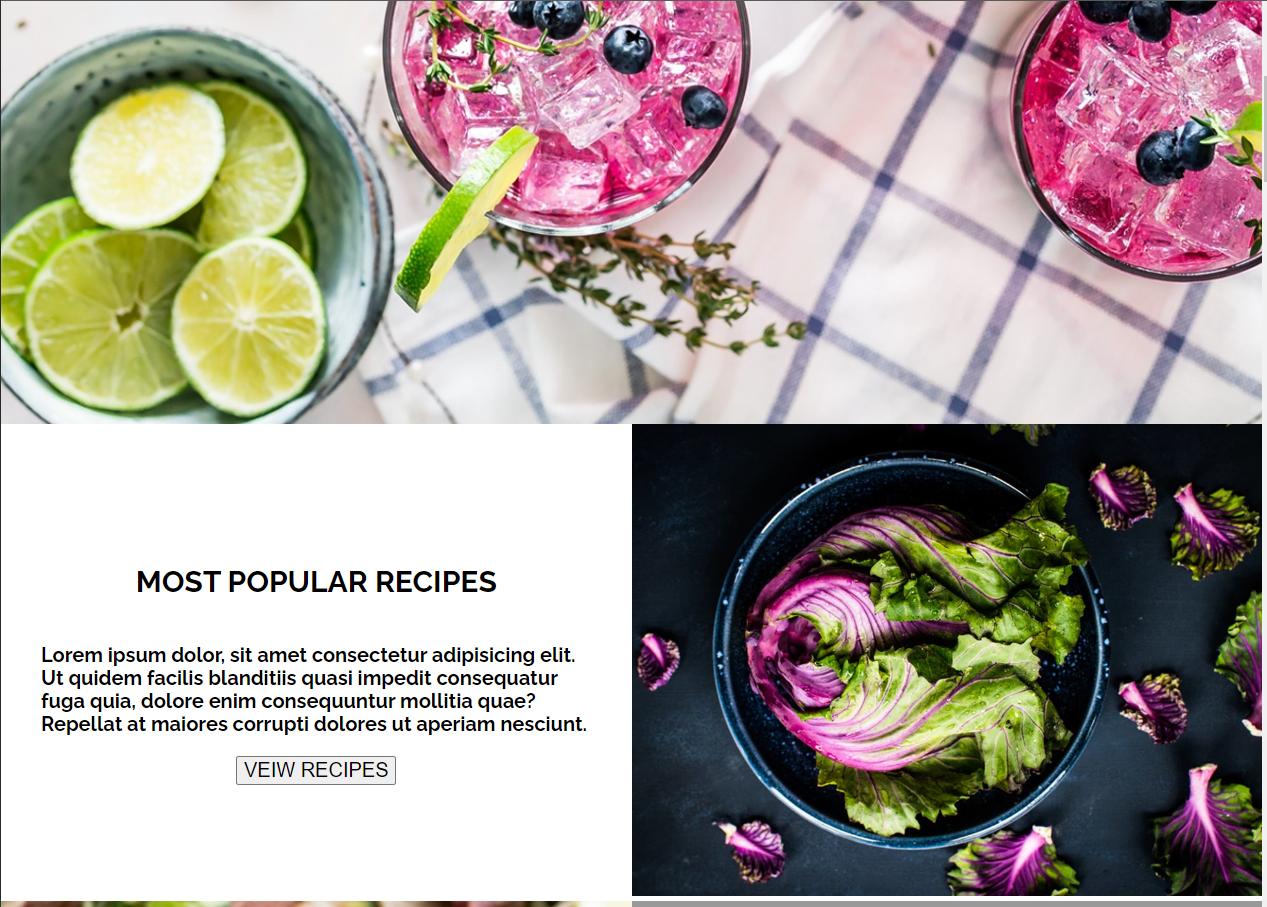 MOST POPULAR RECIPES
Lorem ipsum dolor, sit amet consectetur adipisicing elit.
Ut quidem facilis blanditiis quasi impedit consequatur
fuga quia, dolore enim consequuntur mollitia quae?
Repellat at maiores corrupti dolores ut aperiam nesciunt.
VEIW RECIPES